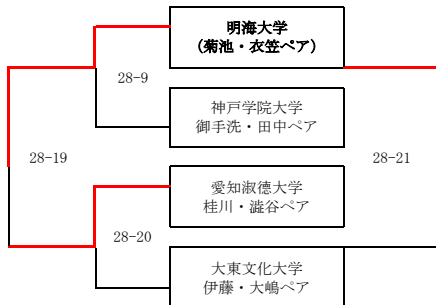 明海大学
(菊池・衣笠ペア)
28-9
神戸学院大学
御手洗・田中ペア
28-19
28-21
愛知淑徳大学
桂川・澁谷ペア
28-20
大東文化大学
伊藤・大嶋ペア